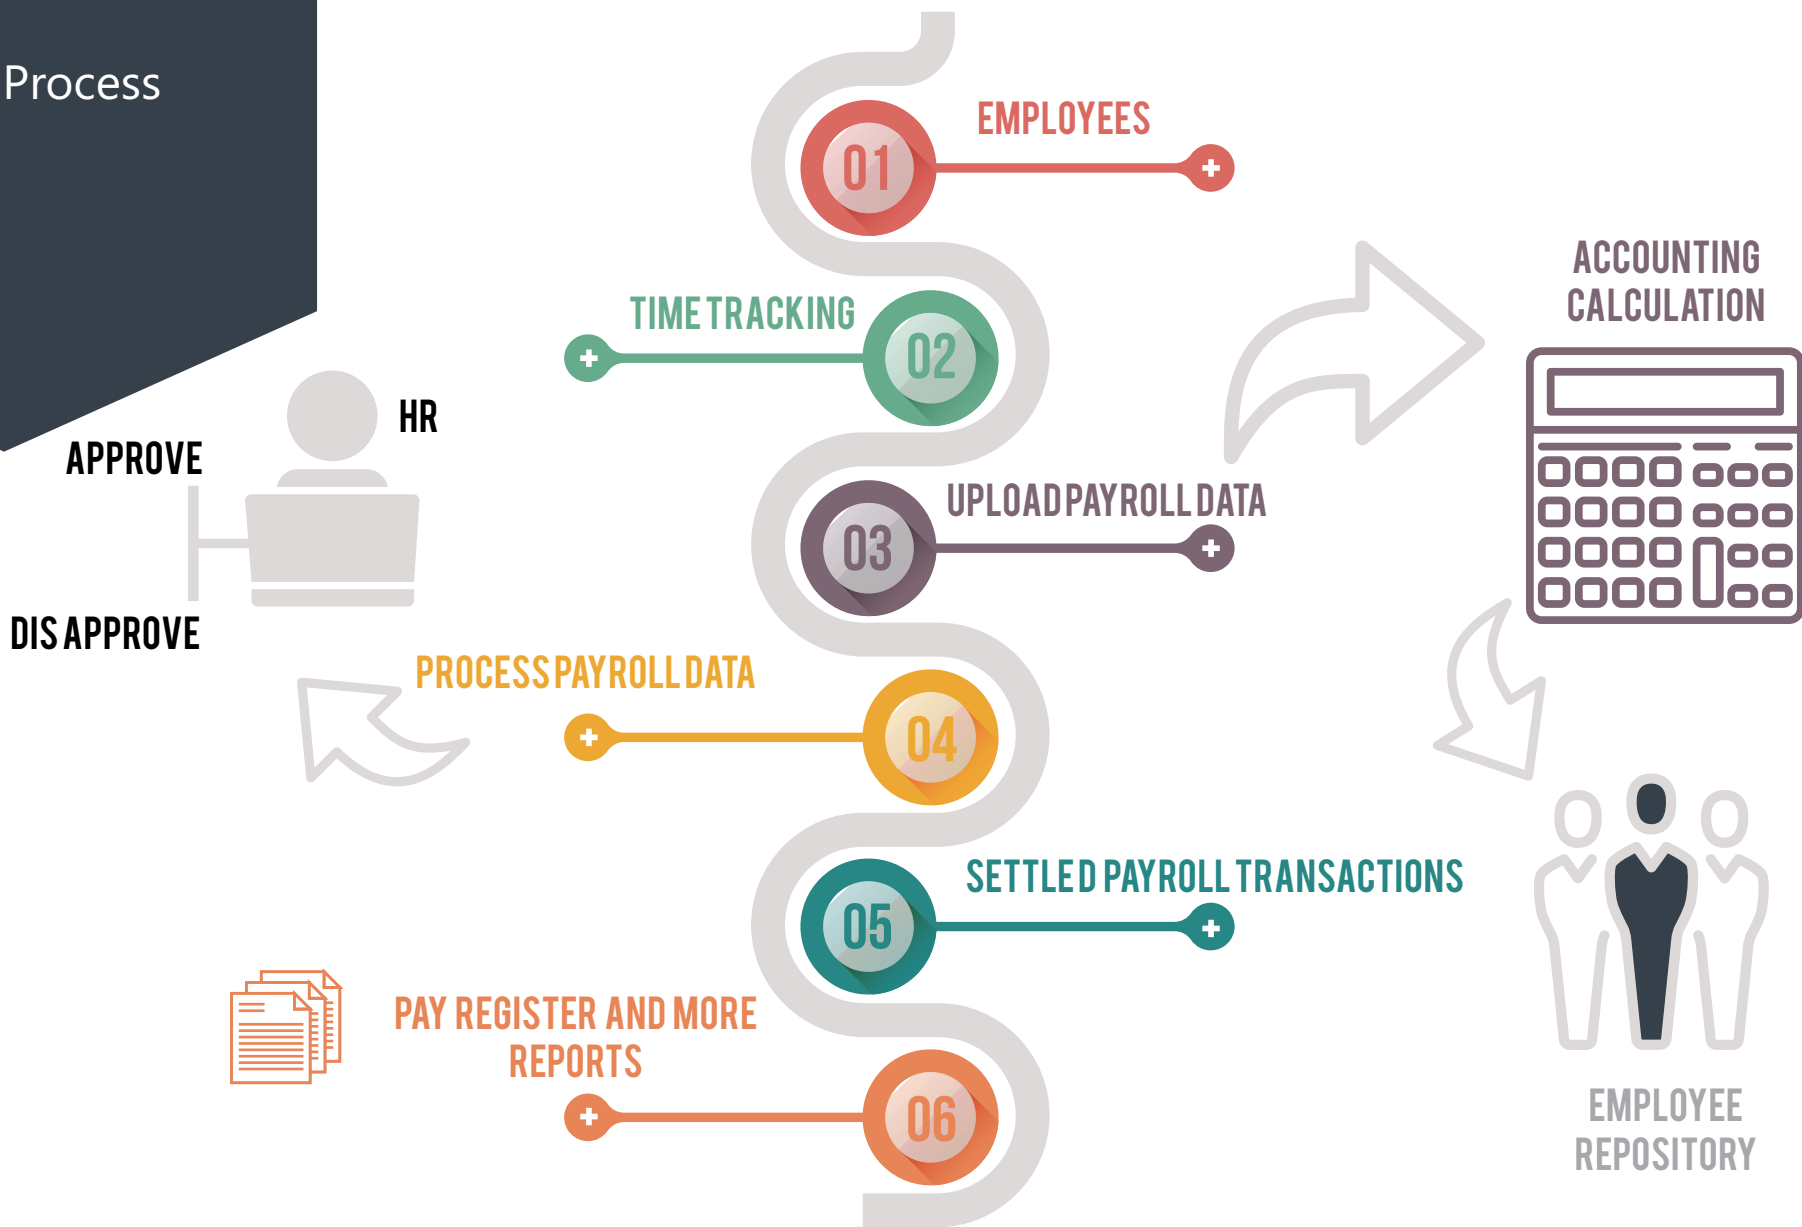 Process
01
EMPLOYEES
TIME TRACKING
02
ACCOUNTING
CALCULATION
HR
APPROVE
DIS APPROVE
03
UPLOAD PAYROLL DATA
PROCESS PAYROLL DATA
04
05
SETTLED PAYROLL TRANSACTIONS
PAY REGISTER AND MORE
REPORTS
06
EMPLOYEE
REPOSITORY